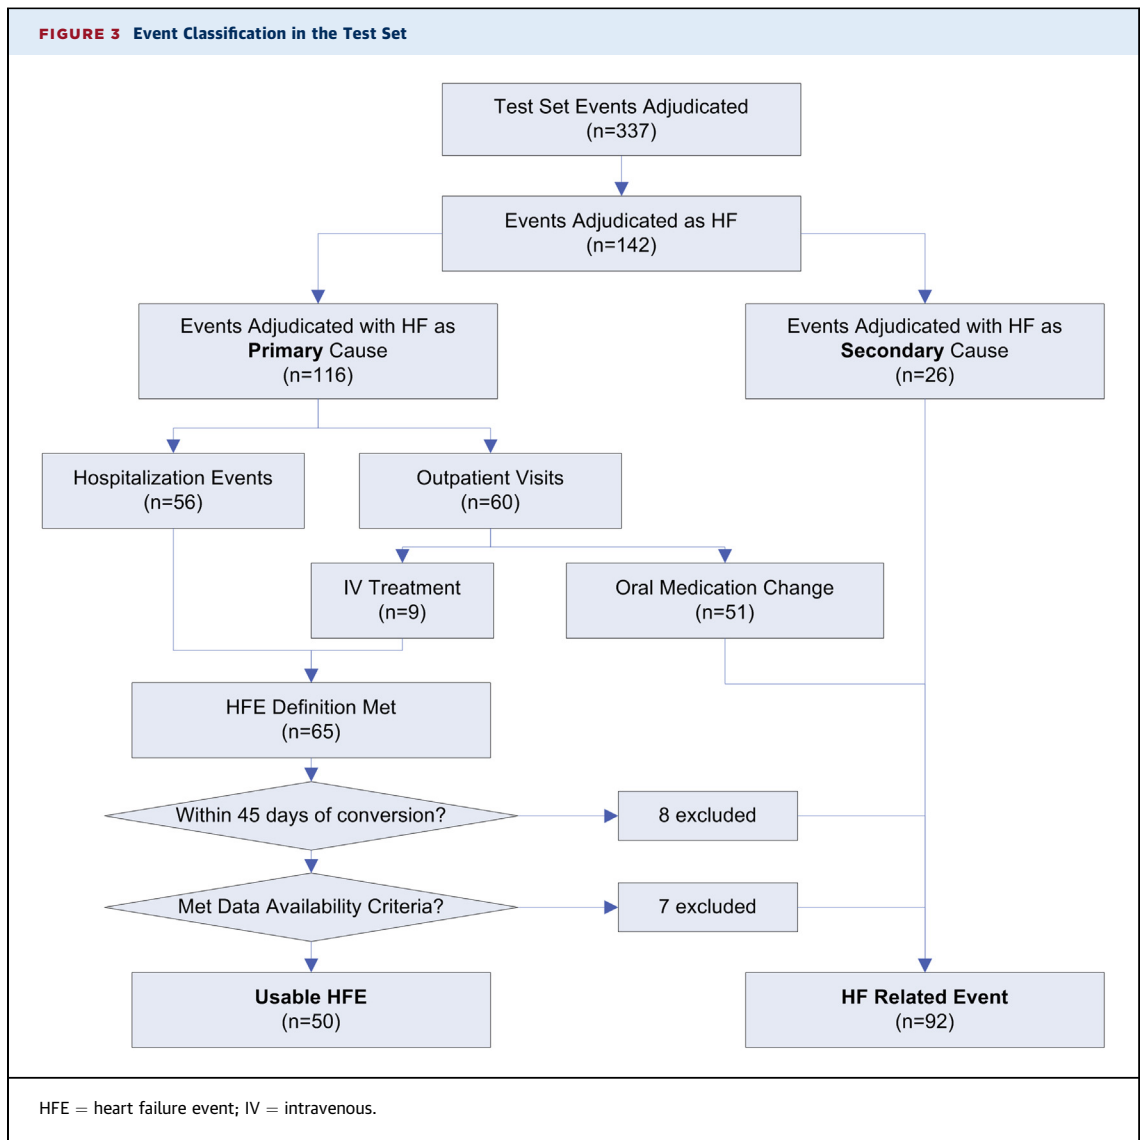 FIGURE 3 Event Classification in the Test Set
Test Set Events Adjudicated
(n=337)
Events Adjudicated as HF
(n=142)
Events Adjudicated with HF as
Primary Cause
(n=116)
Events Adjudicated with HF as
Secondary Cause
(n=26)
Hospitalization Events
(n=56)
Outpatient Visits
(n=60)
IV Treatment
(n=9)
Oral Medication Change
(n=51)
HFE Definition Met
(n=65)
Within 45 days of conversion?
8 excluded
Met Data Availability Criteria?
7 excluded
Usable HFE
(n=50)
HF Related Event
(n=92)
HFE = heart failure event; IV = intravenous.